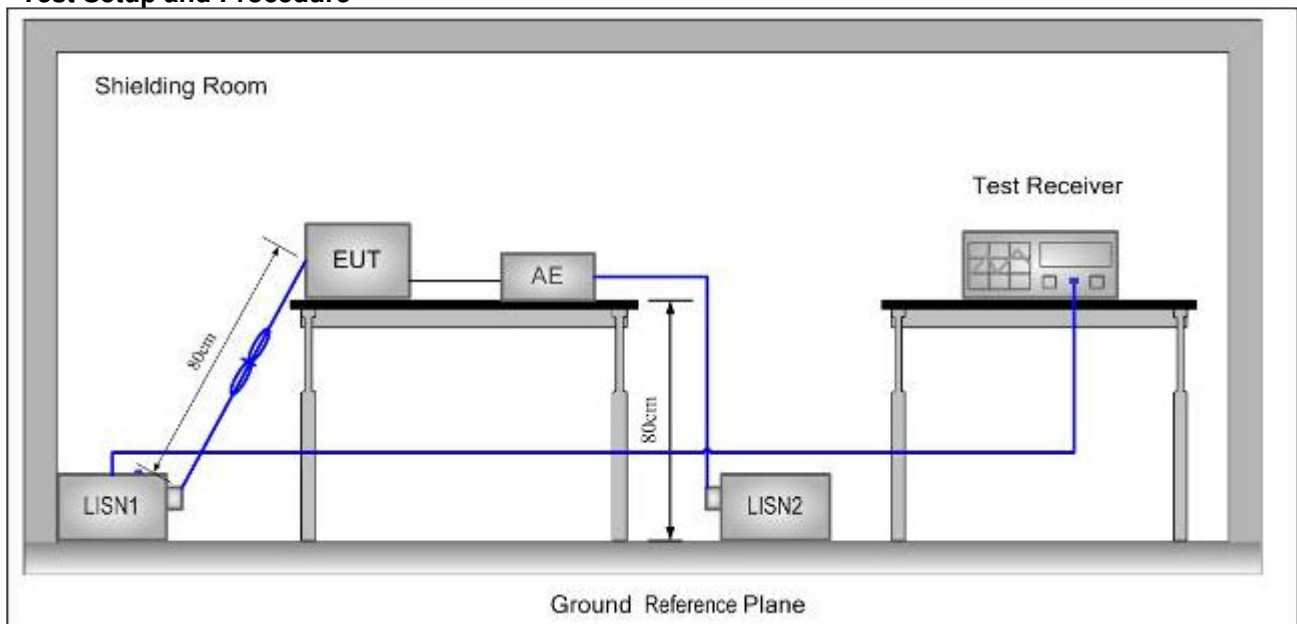 Test Setup and Procedure
Shielding Room
Test Receiver
EUT
AE
80cm
80cm
LISN1
LISN2
Ground Reference Plane